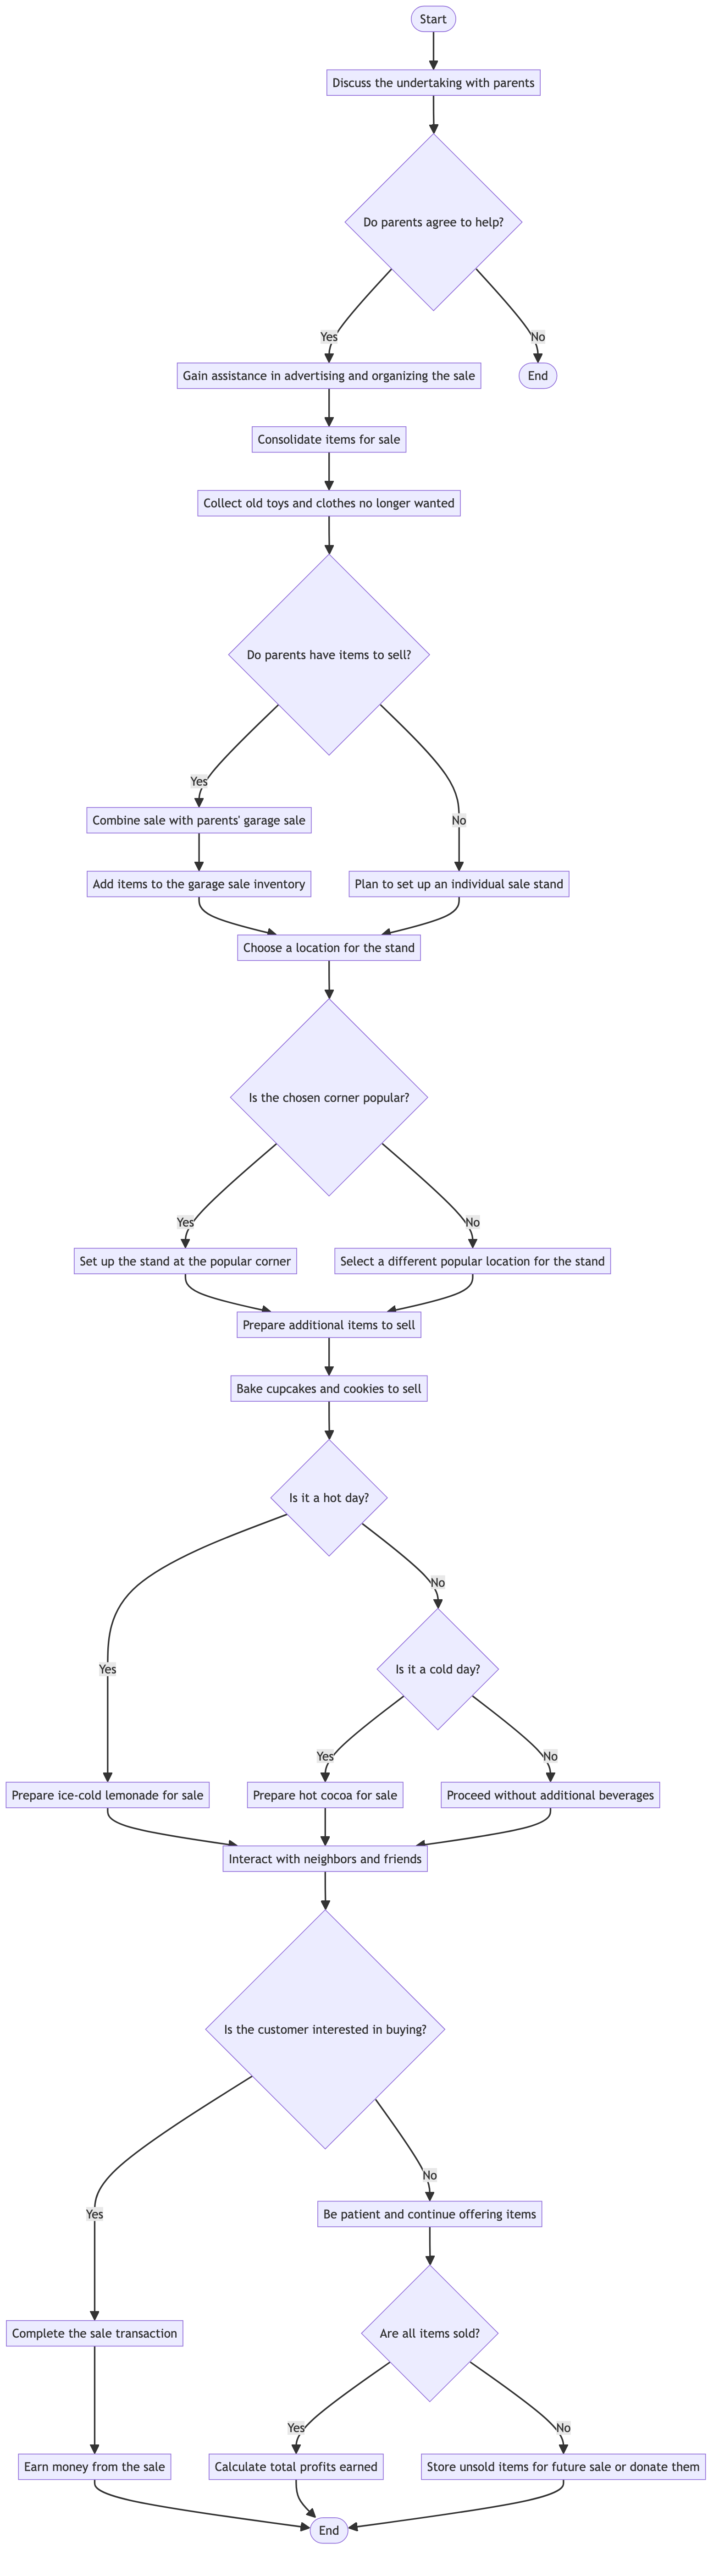 Start
Discuss the undertaking with parents
Do parents agree to help?
Yes
No
Gain assistance in advertising and organizing the sale
End
Consolidate items for sale
Collect old toys and clothes no longer wanted
Do parents have items to sell?
Yes
No
Combine sale with parents' garage sale
Add items to the garage sale inventory
Plan to set up an individual sale stand
Choose a location for the stand
Is the chosen corner popular?
Yes
No
Set up the stand at the popular corner
Select a different popular location for the stand
Prepare additional items to sell
Bake cupcakes and cookies to sell
Is it a hot day?
No
Yes
Is it a cold day?
Yes
No
Prepare ice-cold lemonade for sale
Prepare hot cocoa for sale
Proceed without additional beverages
Interact with neighbors and friends
Is the customer interested in buying?
No
Yes
Be patient and continue offering items
Complete the sale transaction
Are all items sold?
Yes
No
Earn money from the sale
Calculate total profits earned
Store unsold items for future sale or donate them
End